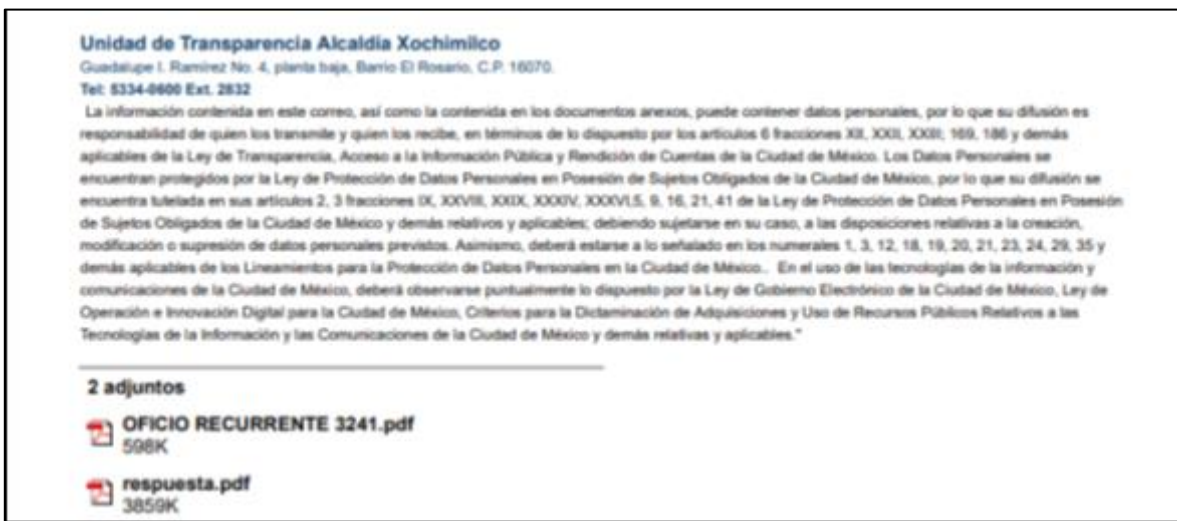 Unidad de Transparencia Alcaldía Xochimilco
Guadalupe I. Ramírez No. 4, planta baja, Barrio El Rosario, C.P. 16070.
Tel: 5334-0600 Ext. 2832
La información contenida en este correo, así como la contenida en los documentos anexos, puede contener datos personales, por lo que su difusión es
responsabilidad de quien los transmite y quien los recibe, en términos de lo dispuesto por los artículos 6 fracciones XII, XXII, XXIII; 169, 186 y demás
aplicables de la Ley de Transparencia, Acceso a la Información Pública y Rendición de Cuentas de la Ciudad de México. Los Datos Personales se
encuentran protegidos por la Ley de Protección de Datos Personales en Posesión de Sujetos Obligados de la Ciudad de México, por lo que su difusión se
encuentra tutelada en sus artículos 2, 3 fracciones IX, XXVIII, XXIX, XXXIV, XXXVI,5, 9, 16, 21, 41 de la Ley de Protección de Datos Personales en Posesión
de Sujetos Obligados de la Ciudad de México y demás relativos y aplicables; debiendo sujetarse en su caso, a las disposiciones relativas a la creación,
modificación o supresión de datos personales previstos. Asimismo, deberá estarse a lo señalado en los numerales 1, 3, 12, 18, 19, 20, 21, 23, 24, 29, 35 y
demás aplicables de los Lineamientos para la Protección de Datos Personales en la Ciudad de México.. En el uso de las tecnologías de la información y
comunicaciones de la Ciudad de México, deberá observarse puntualmente lo dispuesto por la Ley de Gobierno Electrónico de la Ciudad de México, Ley de
Operación e Innovación Digital para la Ciudad de México, Criterios para la Dictaminación de Adquisiciones y Uso de Recursos Públicos Relativos a las
Tecnologías de la Información y las Comunicaciones de la Ciudad de México y demás relativas y aplicables."
2 adjuntos
OFICIO RECURRENTE 3241.pdf
598K
respuesta.pdf
3859K